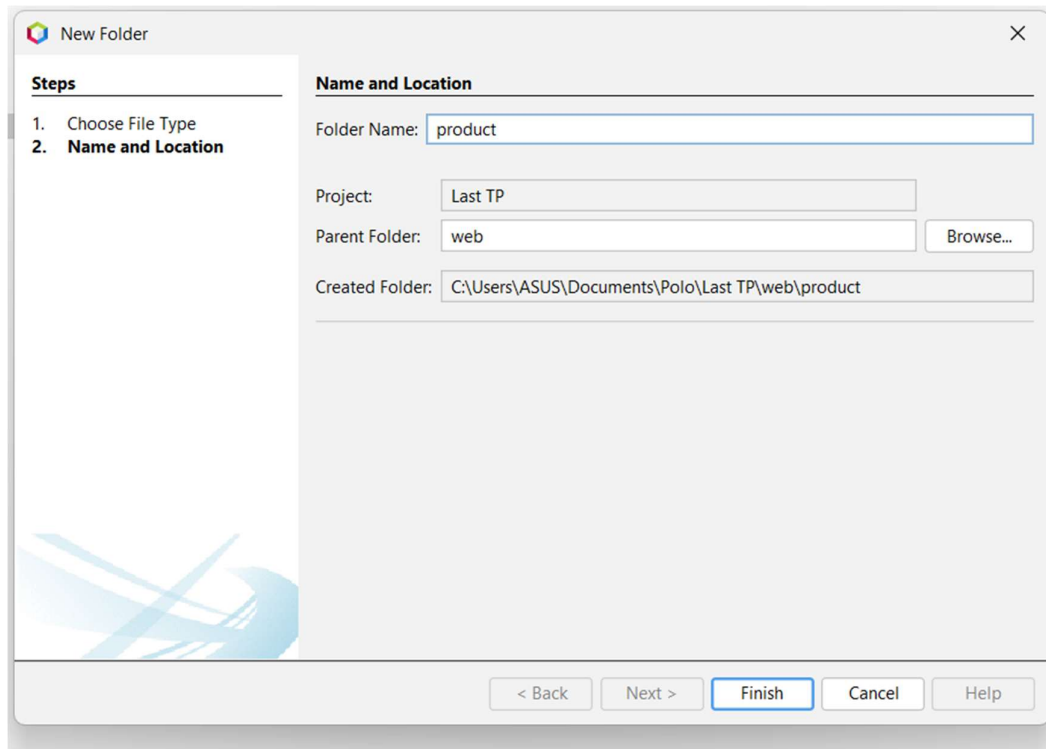 New Folder
Steps
1. Choose File Type
2. Name and Location
Name and Location
Folder Name: product
Project: Last TP
Parent Folder: web Browse...
Created Folder: C:\Users\ASUS\Documents\Polo\Last TP\web\product
< Back Next > Finish Cancel Help